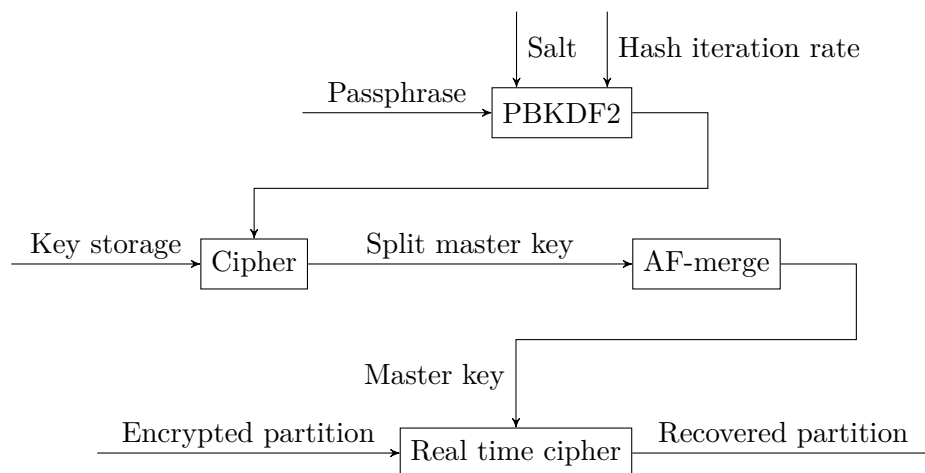 Salt
Hash iteration rate
Passphrase
PBKDF2
Key storage
Cipher
Split master key
AF-merge
Master key
Encrypted partition
Real time cipher
Recovered partition